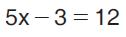 5x – 3 = 12